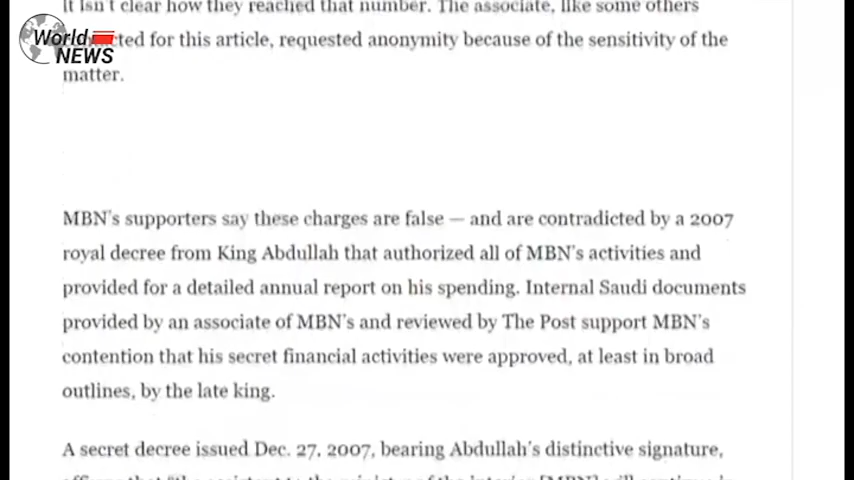 It isn't clear how they reached that number. The associate, like some others
World
NEWS
cted for this article, requested anonymity because of the sensitivity of the
matter.
MBN's supporters say these charges are false — and are contradicted by a 2007
royal decree from King Abdullah that authorized all of MBN's activities and
provided for a detailed annual report on his spending. Internal Saudi documents
provided by an associate of MBN's and reviewed by The Post support MBN's
contention that his secret financial activities were approved, at least in broad
outlines, by the late king.
A secret decree issued Dec. 27, 2007, bearing Abdullah's distinctive signature,